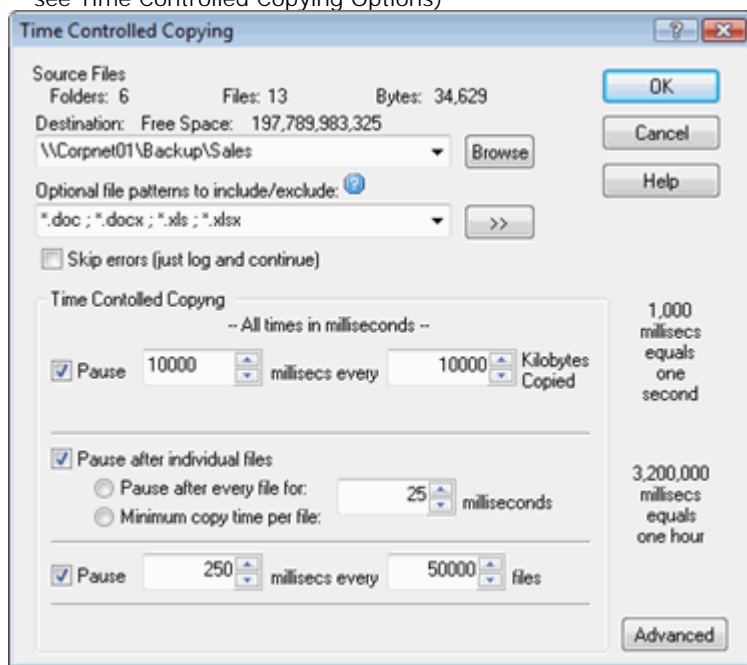 see Time Controlled Copying Options)
Time Controlled Copying
Source Files
Folders: 6 Files: 13 Bytes: 34,629
Destination: Free Space: 197,789,983,325
\\Corpnet01\Backup\Sales
Browse
Optional file patterns to include/exclude:
*.doc ; *.docx ; *.xls ; *.xlsx
>>
Skip errors (just log and continue)
OK
Cancel
Help
Time Contolled Copyng
-- All times in milliseconds --
Pause 10000 millisecs every 10000 Kilobytes
Copied
Pause after individual files
Pause after every file for:
25 milliseconds
Minimum copy time per file:
Pause 250 millisecs every 50000 files
1,000
millisecs
equals
one
second
3,200,000
millisecs
equals
one hour
Advanced